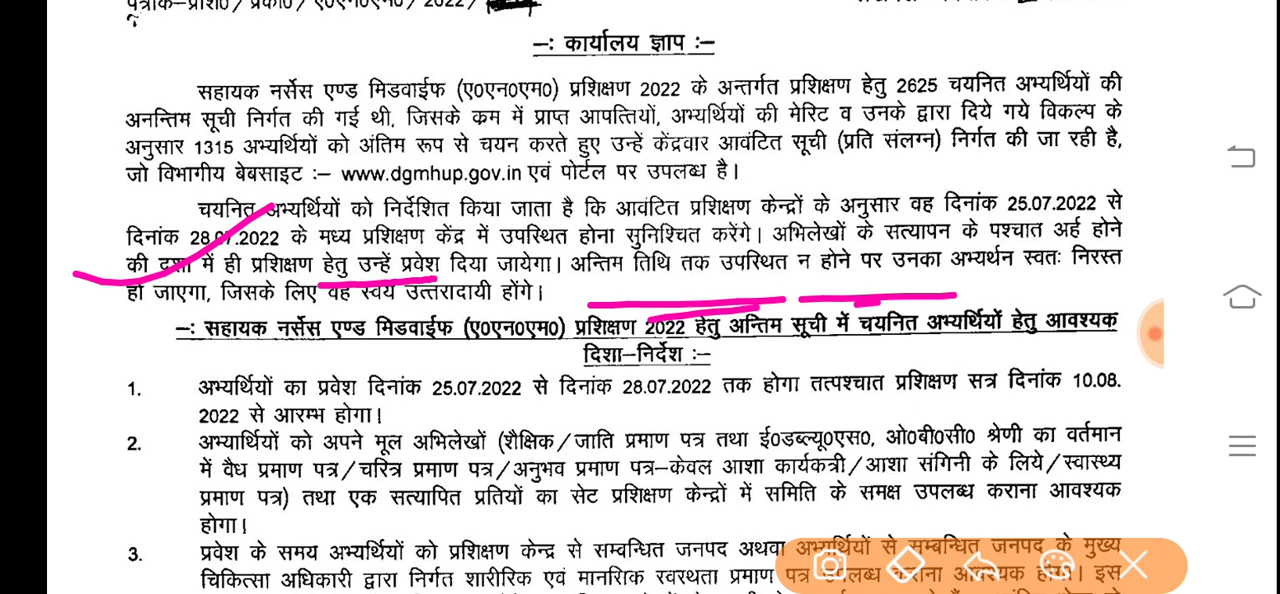 पत्रांक–प्रशि0/प्रको0/ए0एन0एम0/2022/
–: कार्यालय ज्ञाप :–
सहायक नर्सेस एण्ड मिडवाईफ (ए0एन0एम0) प्रशिक्षण 2022 के अन्तर्गत प्रशिक्षण हेतु 2625 चयनित अभ्यर्थियों की
अनन्तिम सूची निर्गत की गई थी, जिसके क्रम में प्राप्त आपत्तियों, अभ्यर्थियों की मेरिट व उनके द्वारा दिये गये विकल्प के
अनुसार 1315 अभ्यर्थियों को अंतिम रूप से चयन करते हुए उन्हें केंद्रवार आवंटित सूची (प्रति संलग्न) निर्गत की जा रही है,
जो विभागीय बेबसाइट :– www.dgmhup.gov.in एवं पोर्टल पर उपलब्ध है।
चयनित अभ्यर्थियों को निर्देशित किया जाता है कि आवंटित प्रशिक्षण केन्द्रों के अनुसार वह दिनांक 25.07.2022 से
दिनांक 28.07.2022 के मध्य प्रशिक्षण केंद्र में उपस्थित होना सुनिश्चित करेंगे। अभिलेखों के सत्यापन के पश्चात अर्ह होने
की दशा में ही प्रशिक्षण हेतु उन्हें प्रवेश दिया जायेगा। अन्तिम तिथि तक उपस्थित न होने पर उनका अभ्यर्थन स्वतः निरस्त
हो जाएगा, जिसके लिए वह स्वयं उत्तरादायी होंगे।
–: सहायक नर्सेस एण्ड मिडवाईफ (ए0एन0एम0) प्रशिक्षण 2022 हेतु अन्तिम सूची में चयनित अभ्यर्थियों हेतु आवश्यक
दिशा–निर्देश :–
1. अभ्यर्थियों का प्रवेश दिनांक 25.07.2022 से दिनांक 28.07.2022 तक होगा तत्पश्चात प्रशिक्षण सत्र दिनांक 10.08.
2022 से आरम्भ होगा।
2. अभ्यार्थियों को अपने मूल अभिलेखों (शैक्षिक/जाति प्रमाण पत्र तथा ई0डब्ल्यू0एस0, ओ0बी0सी0 श्रेणी का वर्तमान
में वैध प्रमाण पत्र/चरित्र प्रमाण पत्र/अनुभव प्रमाण पत्र–केवल आशा कार्यकत्री/आशा संगिनी के लिये/स्वास्थ्य
प्रमाण पत्र) तथा एक सत्यापित प्रतियों का सेट प्रशिक्षण केन्द्रों में समिति के समक्ष उपलब्ध कराना आवश्यक
होगा।
3. प्रवेश के समय अभ्यर्थियों को प्रशिक्षण केन्द्र से सम्बन्धित जनपद अथवा अभ्यर्थियों से सम्बन्धित जनपद के मुख्य
चिकित्सा अधिकारी द्वारा निर्गत शारीरिक एवं मानसिक स्वस्थता प्रमाण पत्र उपलब्ध कराना आवश्यक होगा। इस